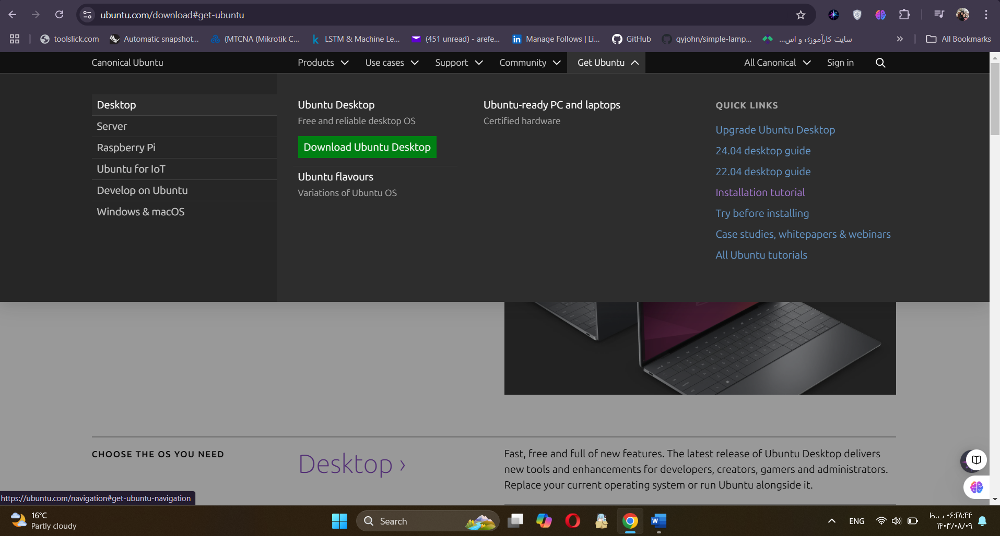 ubuntu.com/download#get-ubuntu
toolslick.com
Automatic snapshot...
(MTCNA (Mikrotik C...
LSTM & Machine Le...
(451 unread) - arefe...
Manage Follows | Li...
GitHub
qyjohn/simple-lamp...
سایت کارآموزی و اس...
All Bookmarks
Canonical Ubuntu
Products
Use cases
Support
Community
Get Ubuntu
All Canonical
Sign in
Desktop
Server
Raspberry Pi
Ubuntu for IoT
Develop on Ubuntu
Windows & macOS
Ubuntu Desktop
Free and reliable desktop OS
Download Ubuntu Desktop
Ubuntu flavours
Variations of Ubuntu OS
Ubuntu-ready PC and laptops
Certified hardware
QUICK LINKS
Upgrade Ubuntu Desktop
24.04 desktop guide
22.04 desktop guide
Installation tutorial
Try before installing
Case studies, whitepapers & webinars
All Ubuntu tutorials
CHOOSE THE OS YOU NEED
Desktop ›
Fast, free and full of new features. The latest release of Ubuntu Desktop delivers
new tools and enhancements for developers, creators, gamers and administrators.
Replace your current operating system or run Ubuntu alongside it.
https://ubuntu.com/navigation#get-ubuntu-navigation
16°C
Partly cloudy
Search
W
ENG
۰۶:۲۸:۴۴ ب.ظ
۱۴۰۳/۰۸/۰۹